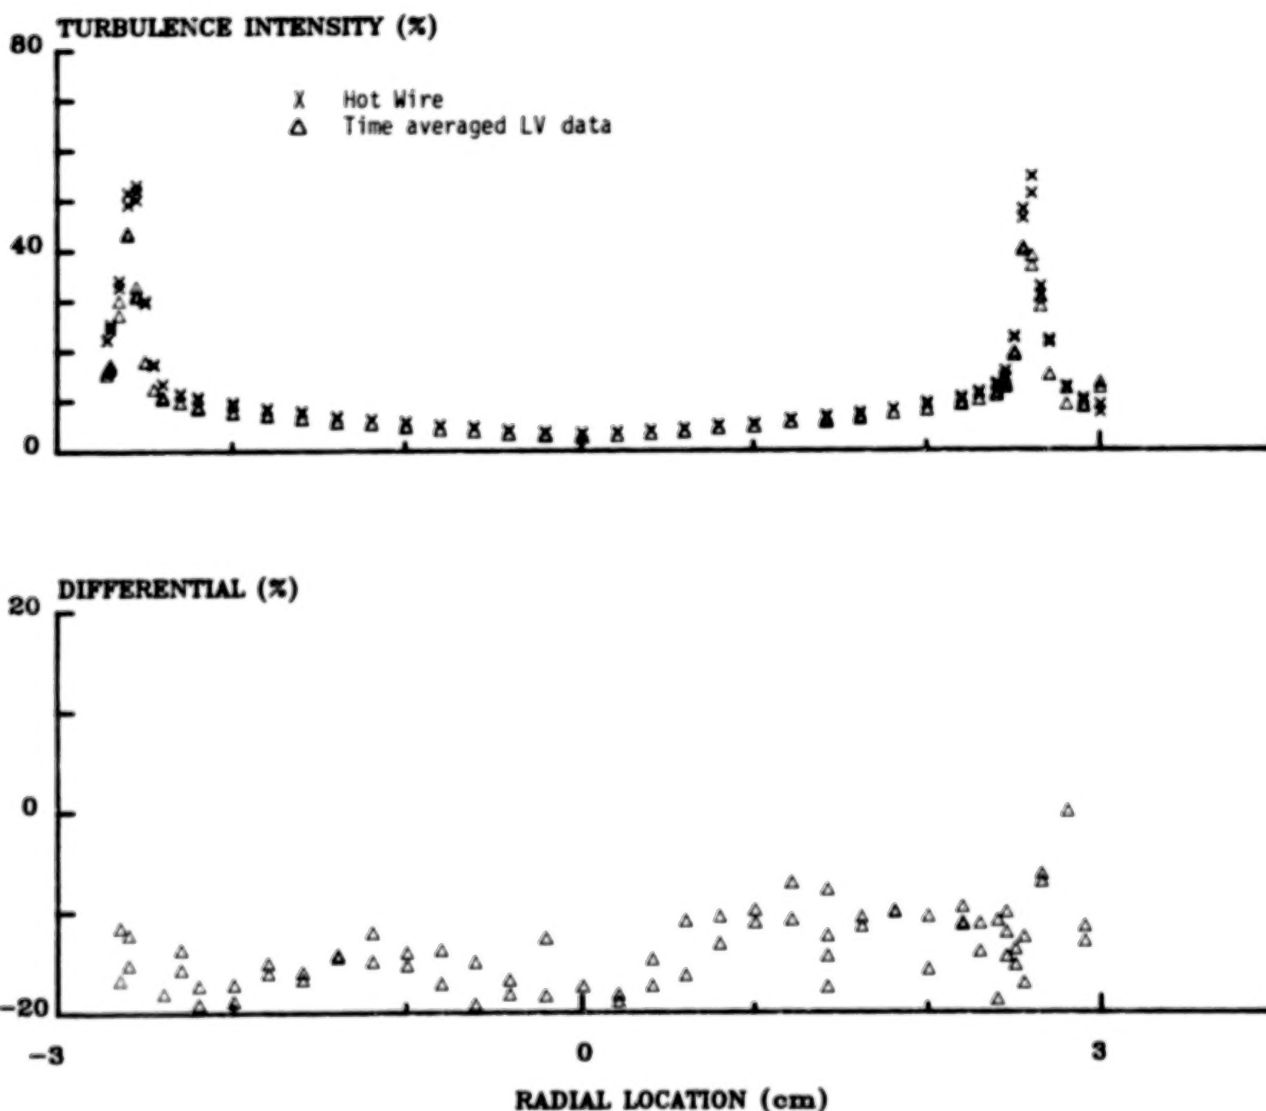 TURBULENCE INTENSITY (%)
80
X Hot Wire
Δ Time averaged LV data
40
0
DIFFERENTIAL (%)
20
0
-20
-3 0 3
RADIAL LOCATION (cm)